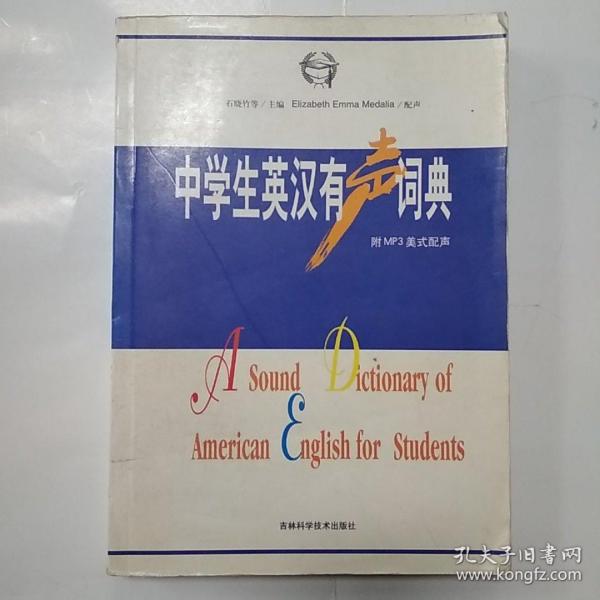 石晓竹等/主编 Elizabeth Emma Medalia/配声
中学生英汉有声词典
附MP3美式配声
A Sound Dictionary of
American English for Students
吉林科学技术出版社
孔夫子旧书网
www.kongfz.com